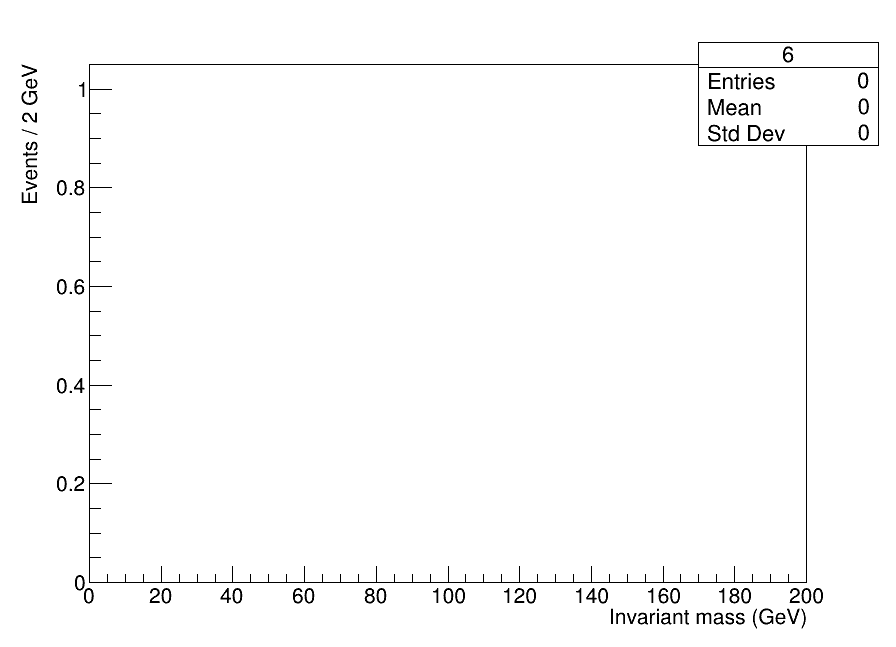 6
Entries 0
Mean 0
Std Dev 0
Events / 2 GeV
1
0.8
0.6
0.4
0.2
0
0 20 40 60 80 100 120 140 160 180 200
Invariant mass (GeV)